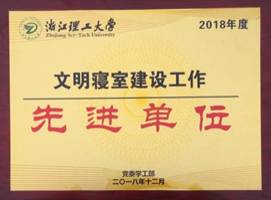 浙江理工大学
Zhejiang Sci-Tech University
2018年度
文明寝室建设工作
先进单位
党委学工部
二〇一八年十二月